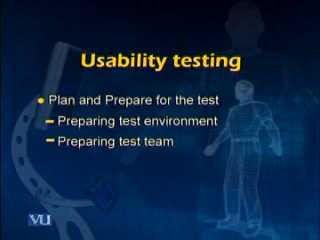 Usability testing
● Plan and Prepare for the test
– Preparing test environment
– Preparing test team
VU